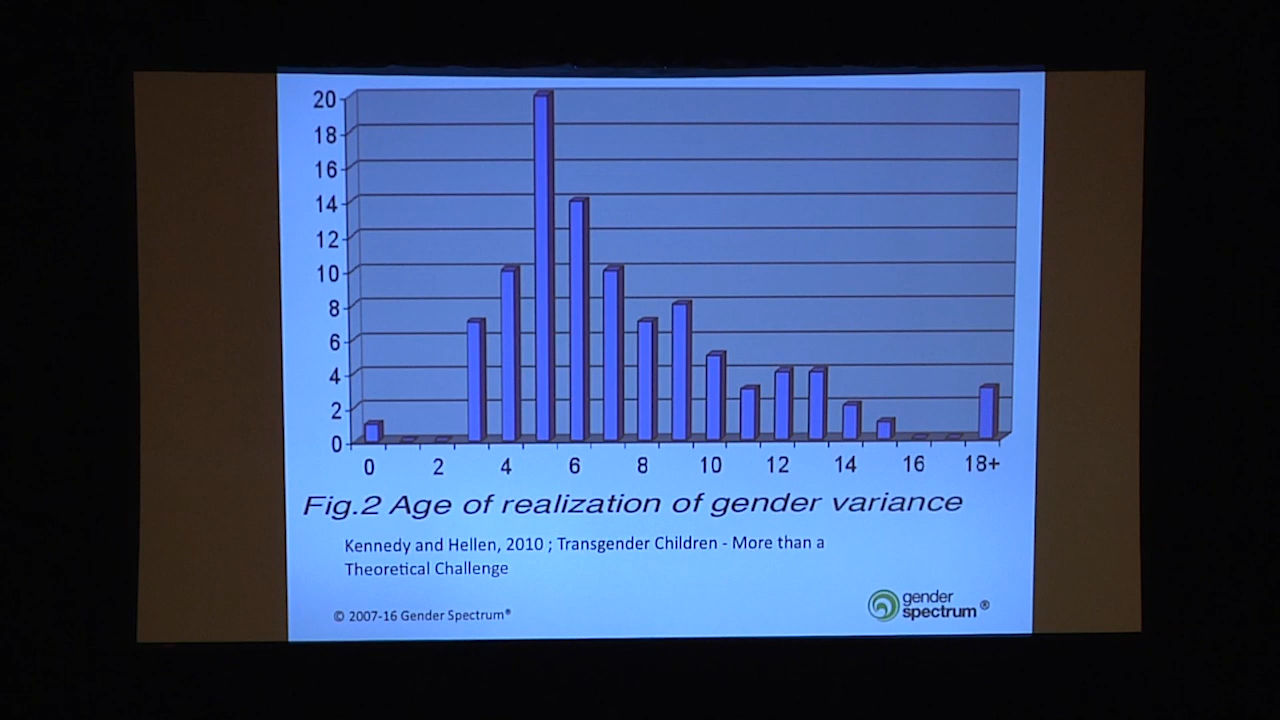 20
18
16
14
12
10
8
6
4
2
0
0 2 4 6 8 10 12 14 16 18+
Fig.2 Age of realization of gender variance
Kennedy and Hellen, 2010 ; Transgender Children - More than a
Theoretical Challenge
© 2007-16 Gender Spectrum®
gender
spectrum ®